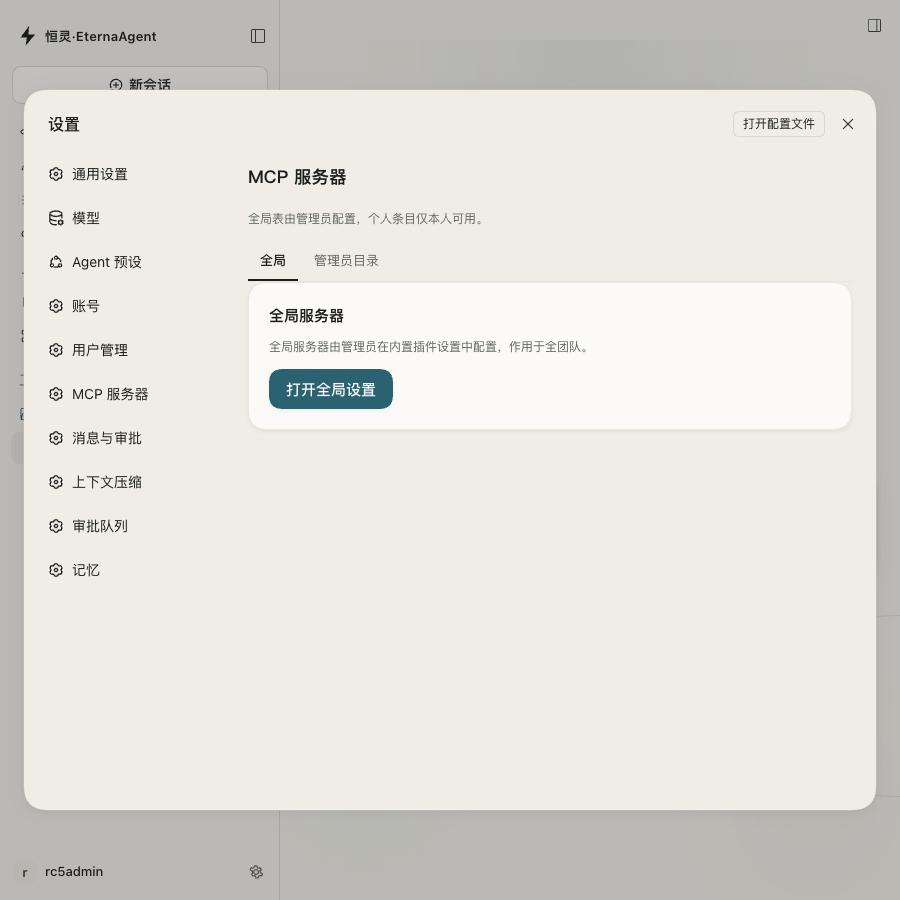 恒灵·EternaAgent
新会话
设置
打开配置文件
通用设置
模型
Agent 预设
账号
用户管理
MCP 服务器
消息与审批
上下文压缩
审批队列
记忆
MCP 服务器
全局表由管理员配置，个人条目仅本人可用。
全局
管理员目录
全局服务器
全局服务器由管理员在内置插件设置中配置，作用于全团队。
打开全局设置
r
rc5admin